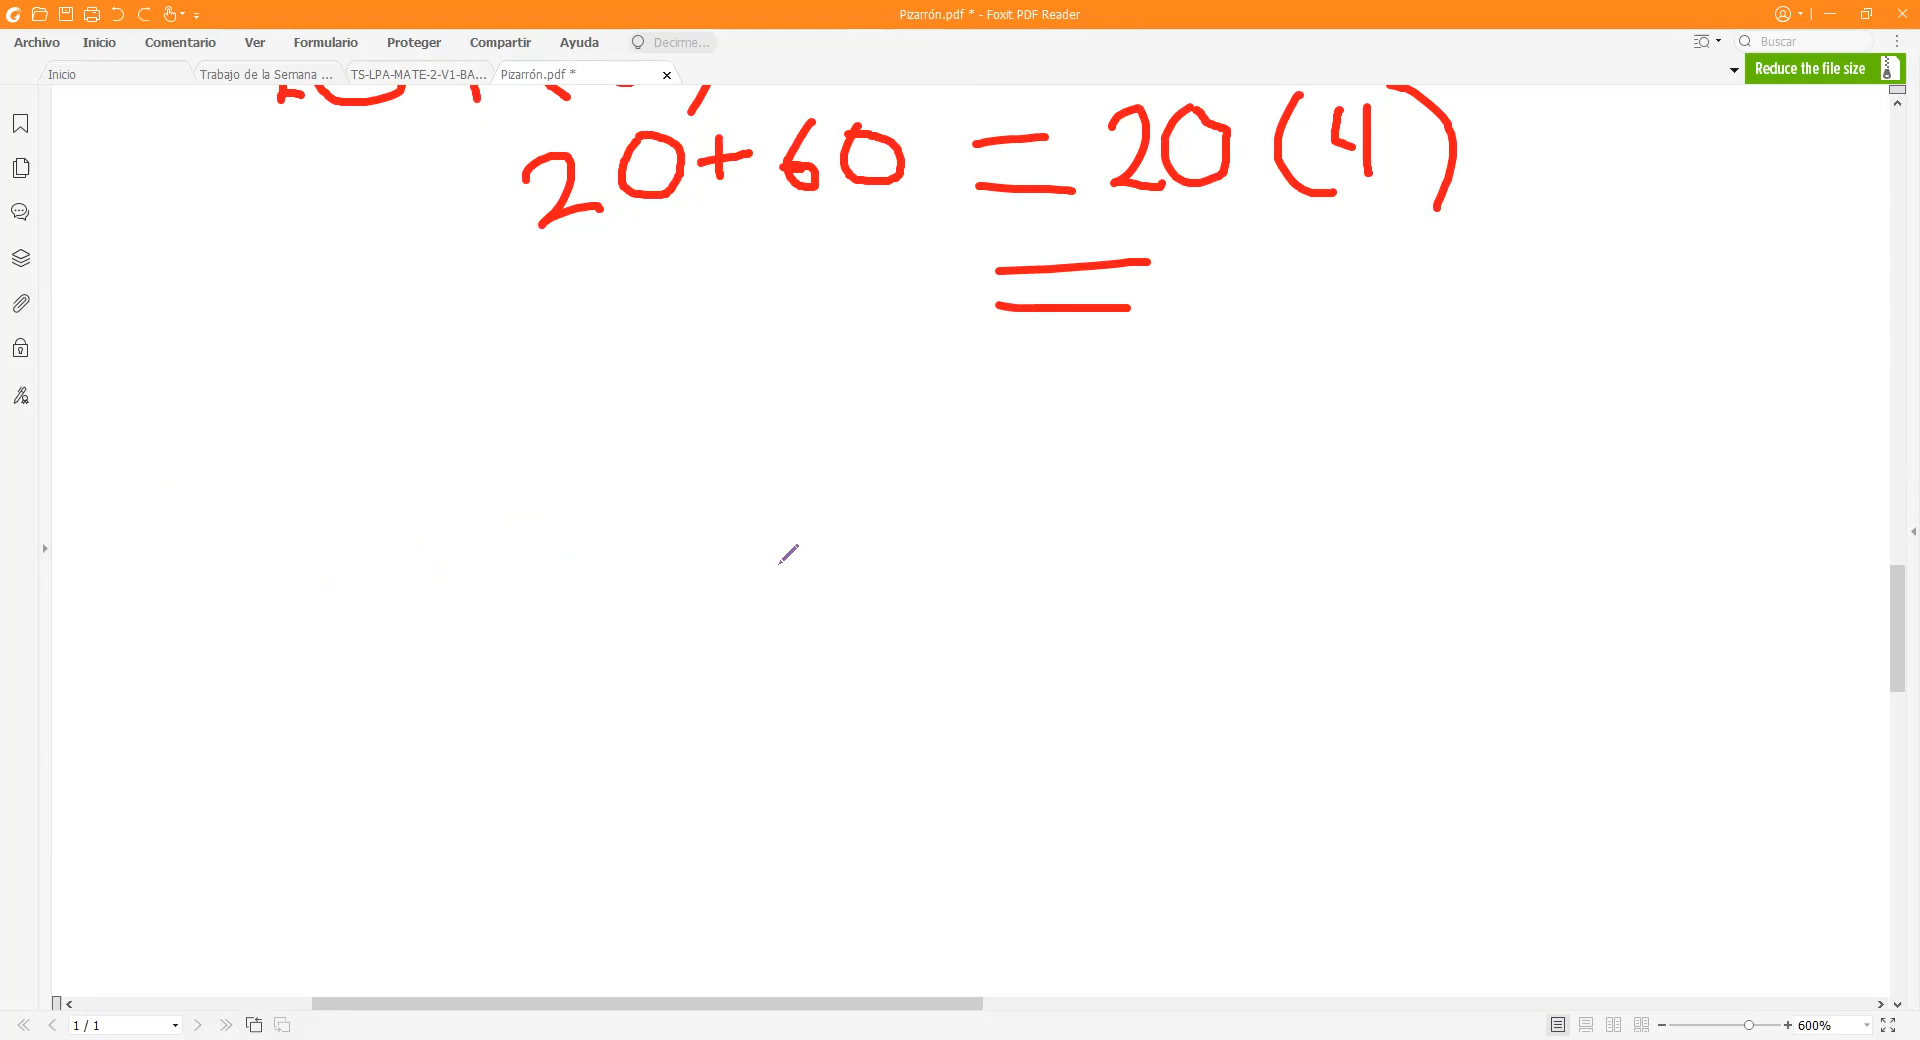 Pizarrón.pdf * - Foxit PDF Reader
Archivo Inicio Comentario Ver Formulario Proteger Compartir Ayuda Decirme... Buscar
Inicio Trabajo de la Semana ... TS-LPA-MATE-2-V1-BA... Pizarrón.pdf * Reduce the file size
20+60 = 20(4)
=
1 / 1 600%